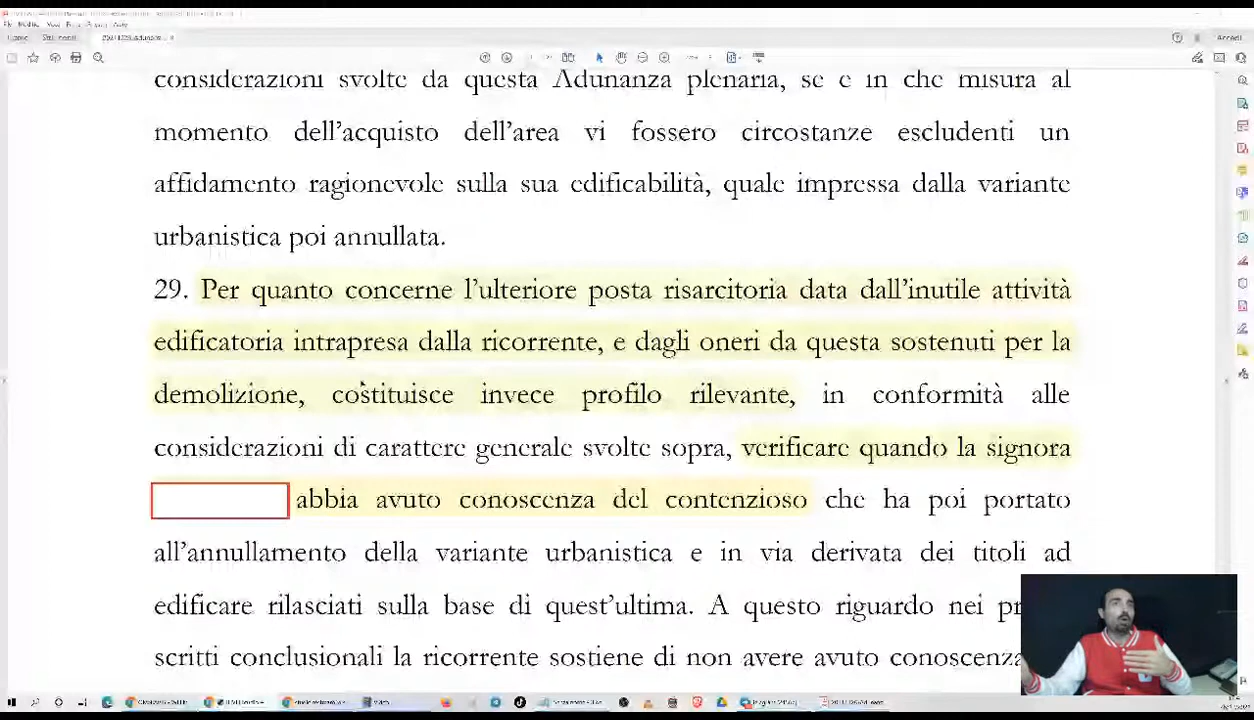 considerazioni svolte da questa Adunanza plenaria, se e in che misura al
momento dell'acquisto dell'area vi fossero circostanze escludenti un
affidamento ragionevole sulla sua edificabilità, quale impressa dalla variante
urbanistica poi annullata.
29. Per quanto concerne l'ulteriore posta risarcitoria data dall'inutile attività
edificatoria intrapresa dalla ricorrente, e dagli oneri da questa sostenuti per la
demolizione, costituisce invece profilo rilevante, in conformità alle
considerazioni di carattere generale svolte sopra, verificare quando la signora
abbia avuto conoscenza del contenzioso che ha poi portato
all'annullamento della variante urbanistica e in via derivata dei titoli ad
edificare rilasciati sulla base di quest'ultima. A questo riguardo nei
scritti conclusionali la ricorrente sostiene di non avere avuto conoscenza